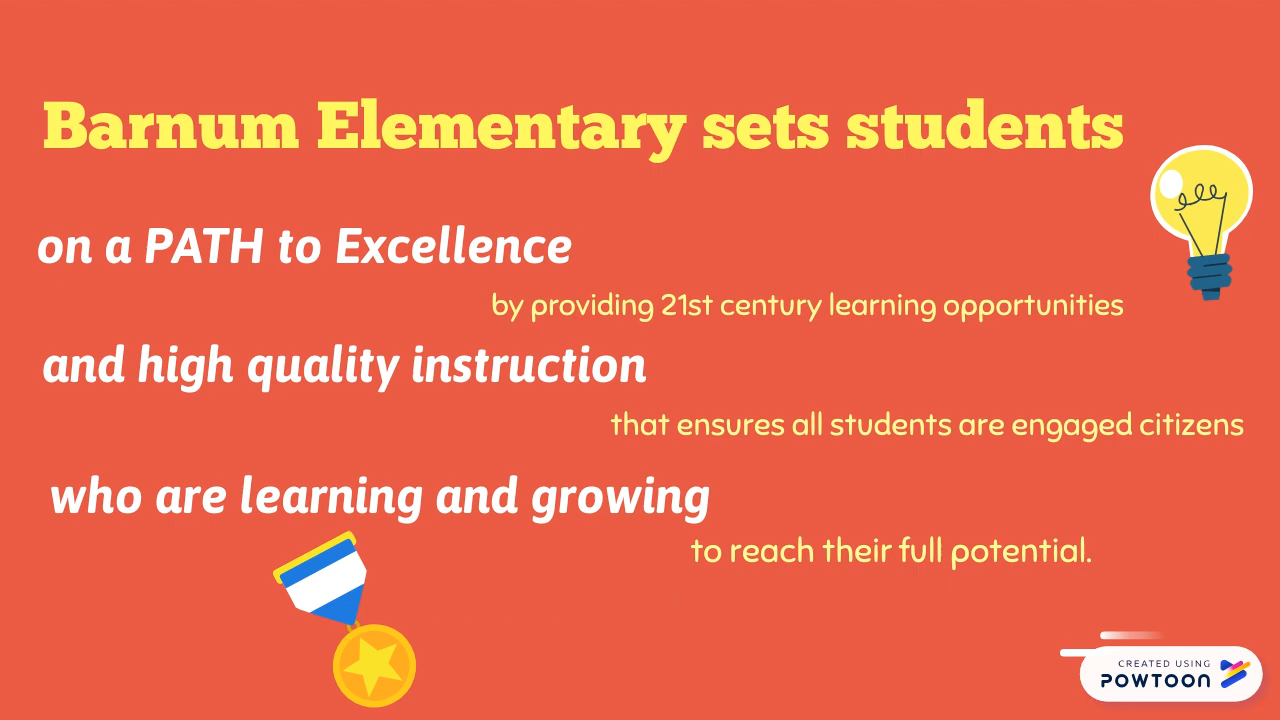 Barnum Elementary sets students
on a PATH to Excellence
by providing 21st century learning opportunities
and high quality instruction
that ensures all students are engaged citizens
who are learning and growing
to reach their full potential.
CREATED USING
POWTOON